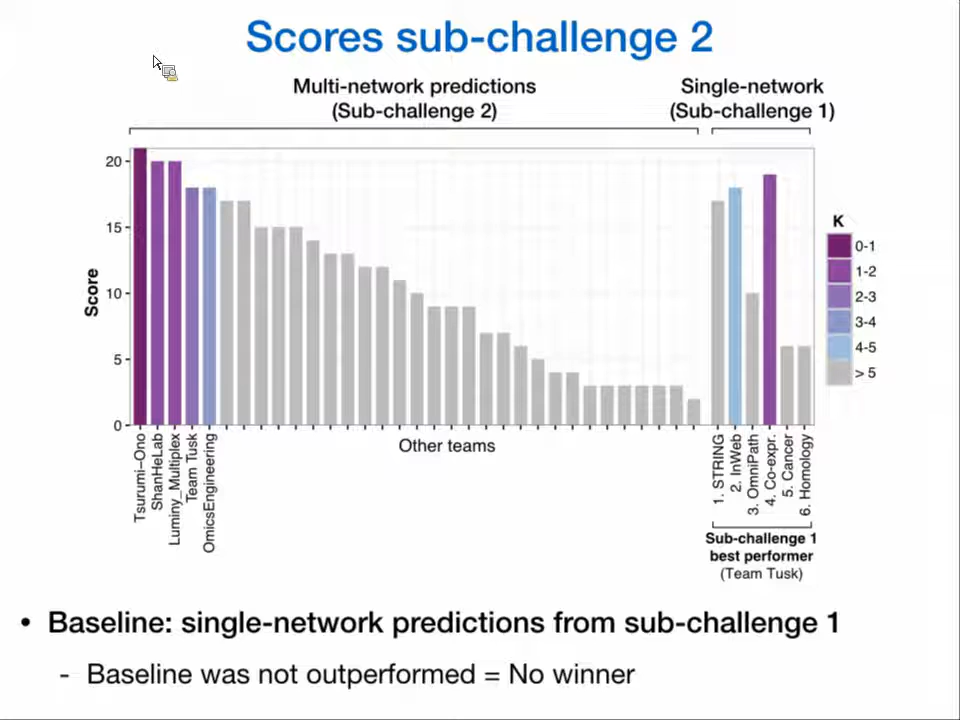 Scores sub-challenge 2
Multi-network predictions
(Sub-challenge 2)
Single-network
(Sub-challenge 1)
Score
20
15
10
5
0
Tsurumi–Ono
ShanHeLab
Luminy_Multiplex
Team Tusk
OmicsEngineering
Other teams
1. STRING
2. InWeb
3. OmniPath
4. Co-expr.
5. Cancer
6. Homology
Sub-challenge 1
best performer
(Team Tusk)
K
0-1
1-2
2-3
3-4
4-5
> 5
• Baseline: single-network predictions from sub-challenge 1
- Baseline was not outperformed = No winner